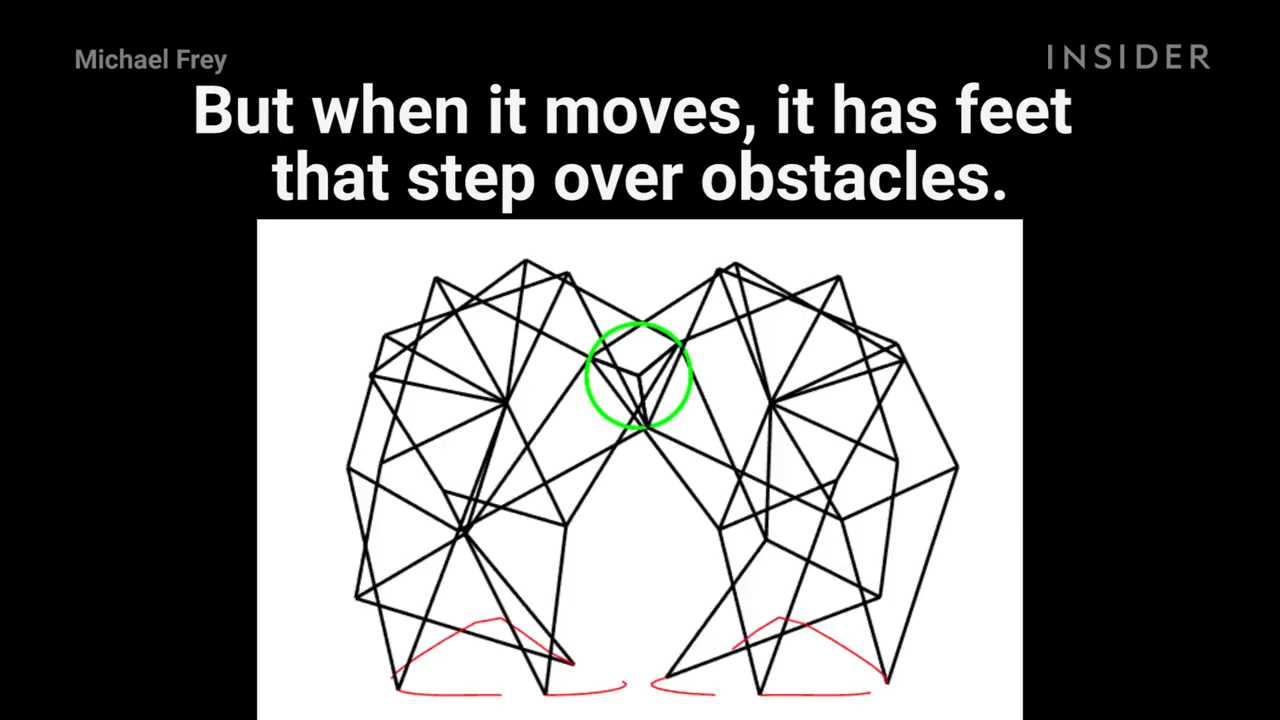 Michael Frey
INSIDER
But when it moves, it has feet
that step over obstacles.